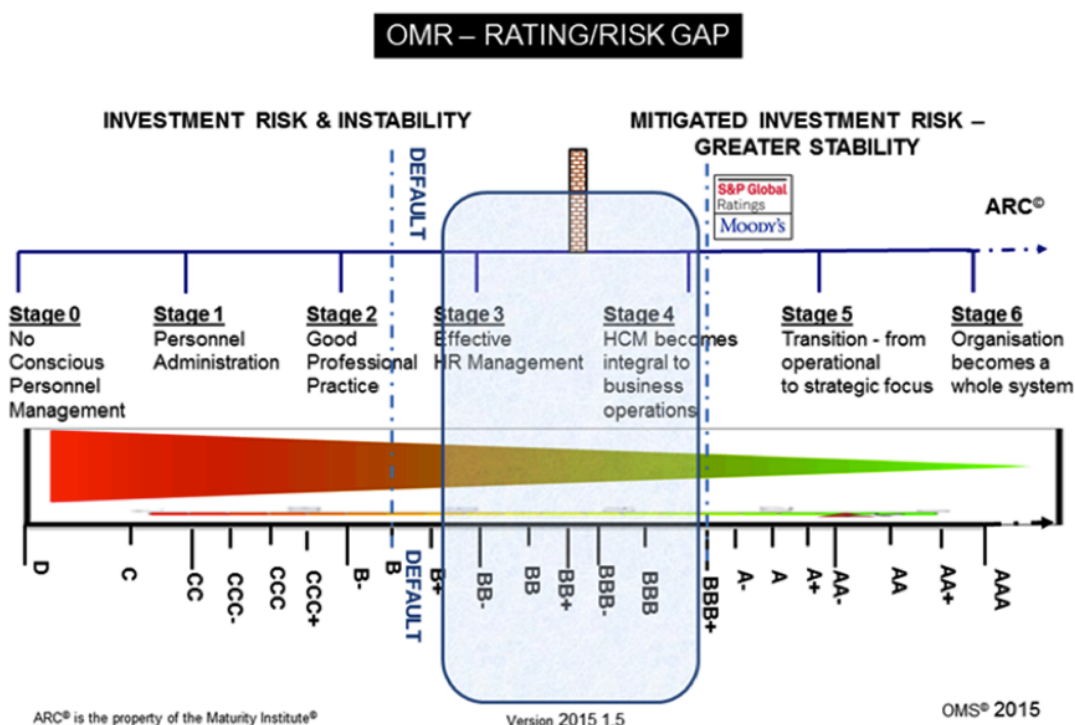 OMR – RATING/RISK GAP
INVESTMENT RISK & INSTABILITY
MITIGATED INVESTMENT RISK –
GREATER STABILITY
DEFAULT
S&P Global
Ratings
MOODY'S
ARC©
Stage 0
No
Conscious
Personnel
Management
Stage 1
Personnel
Administration
Stage 2
Good
Professional
Practice
Stage 3
Effective
HR Management
Stage 4
HCM becomes
integral to
business
operations
Stage 5
Transition - from
operational
to strategic focus
Stage 6
Organisation
becomes a
whole system
D
C
CCC
CCC-
CCC
CCC+
B-
B
DEFAULT
B+
BB-
BB
BB+
BBB-
BBB
BBB+
A-
A
A+
AA-
AA
AA+
AAA
ARC® is the property of the Maturity Institute®
Version 2015 1.5
OMS® 2015